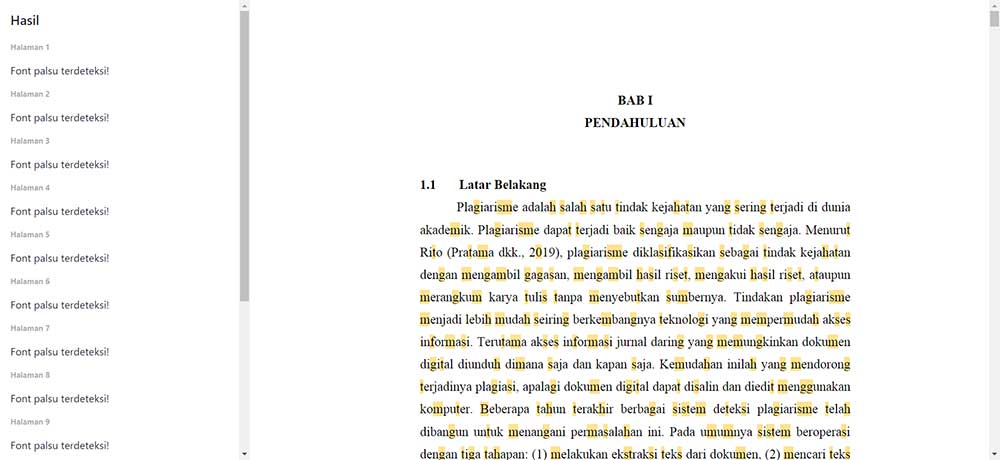 Hasil
Halaman 1
Font palsu terdeteksi!
Halaman 2
Font palsu terdeteksi!
Halaman 3
Font palsu terdeteksi!
Halaman 4
Font palsu terdeteksi!
Halaman 5
Font palsu terdeteksi!
Halaman 6
Font palsu terdeteksi!
Halaman 7
Font palsu terdeteksi!
Halaman 8
Font palsu terdeteksi!
Halaman 9
Font palsu terdeteksi!
BAB I
PENDAHULUAN
1.1 Latar Belakang
Plagiarisme adalah salah satu tindak kejahatan yang sering terjadi di dunia
akademik. Plagiarisme dapat terjadi baik sengaja maupun tidak sengaja. Menurut
Rito (Pratama dkk., 2019), plagiarisme diklasifikasikan sebagai tindak kejahatan
dengan mengambil gagasan, mengambil hasil riset, mengakui hasil riset, ataupun
merangkum karya tulis tanpa menyebutkan sumbernya. Tindakan plagiarisme
menjadi lebih mudah seiring berkembangnya teknologi yang mempermudah akses
informasi. Terutama akses informasi jurnal daring yang memungkinkan dokumen
digital diunduh dimana saja dan kapan saja. Kemudahan inilah yang mendorong
terjadinya plagiasi, apalagi dokumen digital dapat disalin dan diedit menggunakan
komputer. Beberapa tahun terakhir berbagai sistem deteksi plagiarisme telah
dibangun untuk menangani permasalahan ini. Pada umumnya sistem beroperasi
dengan tiga tahapan: (1) melakukan ekstraksi teks dari dokumen, (2) mencari teks